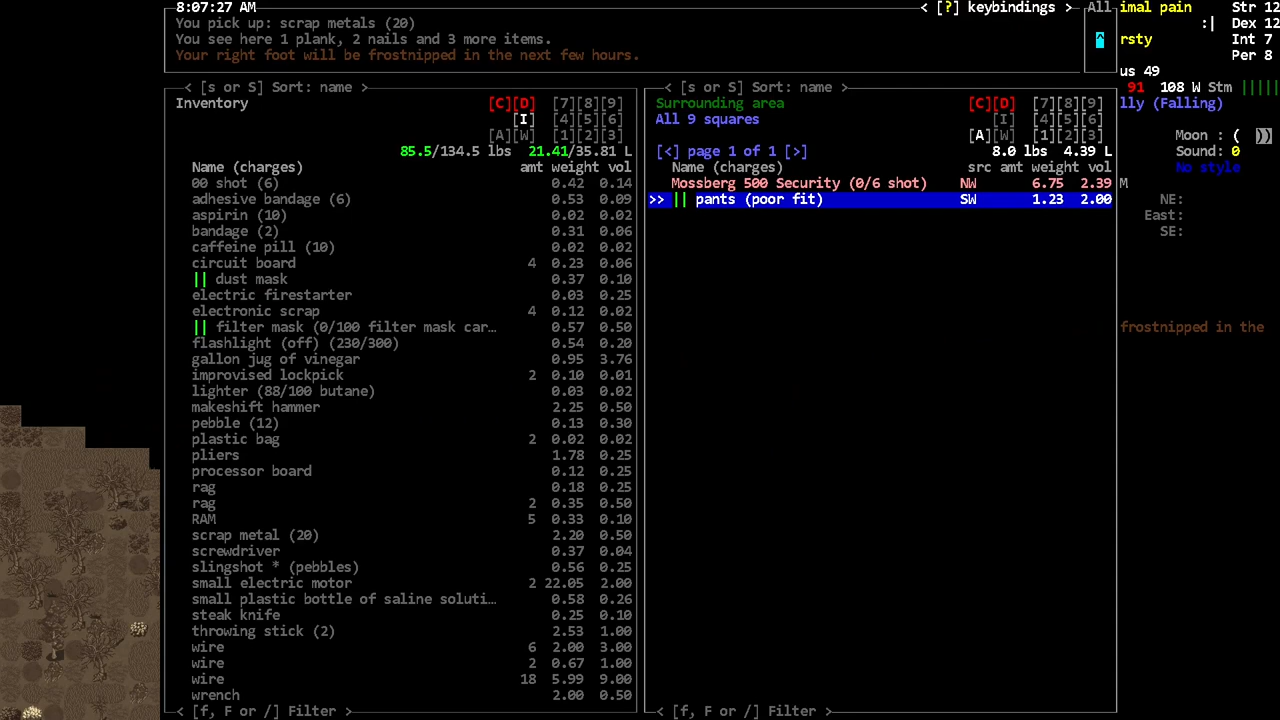 8:07:27 AM < [?] keybindings > All imal pain Str 12
You pick up: scrap metals (20) :| Dex 12
You see here 1 plank, 2 nails and 3 more items. ^ rsty Int 7
Your right foot will be frostnipped in the next few hours. Per 8
us 49
< [s or S] Sort: name > < [s or S] Sort: name > 91 108 W Stm |||||
Inventory [C][D] [7][8][9] Surrounding area [C][D] [7][8][9] lly (Falling)
[I] [4][5][6] All 9 squares [I] [4][5][6]
[A][W] [1][2][3] [A][W] [1][2][3] Moon : ( ))
85.5/134.5 lbs 21.41/35.81 L [<] page 1 of 1 [>] 8.0 lbs 4.39 L Sound: 0
Name (charges) amt weight vol Name (charges) src amt weight vol No style
00 shot (6) 0.42 0.14 Mossberg 500 Security (0/6 shot) NW 6.75 2.39 M
adhesive bandage (6) 0.53 0.09 >> || pants (poor fit) SW 1.23 2.00 NE:
aspirin (10) 0.02 0.02 East:
bandage (2) 0.31 0.06 SE:
caffeine pill (10) 0.02 0.02
circuit board 4 0.23 0.06
|| dust mask 0.37 0.10
electric firestarter 0.03 0.25
electronic scrap 4 0.12 0.02
|| filter mask (0/100 filter mask car… 0.57 0.50 frostnipped in the
flashlight (off) (230/300) 0.54 0.20
gallon jug of vinegar 0.95 3.76
improvised lockpick 2 0.10 0.01
lighter (88/100 butane) 0.03 0.02
makeshift hammer 2.25 0.50
pebble (12) 0.13 0.30
plastic bag 2 0.02 0.02
pliers 1.78 0.25
processor board 0.12 0.25
rag 0.18 0.25
rag 2 0.35 0.50
RAM 5 0.33 0.10
scrap metal (20) 2.20 0.50
screwdriver 0.37 0.04
slingshot * (pebbles) 0.56 0.25
small electric motor 2 22.05 2.00
small plastic bottle of saline soluti… 0.58 0.26
steak knife 0.25 0.10
throwing stick (2) 2.53 1.00
wire 6 2.00 3.00
wire 2 0.67 1.00
wire 18 5.99 9.00
wrench 2.00 0.50
< [f, F or /] Filter > < [f, F or /] Filter >